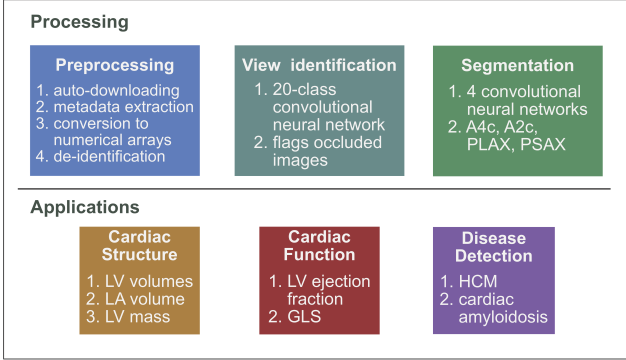 Processing
Preprocessing
1. auto-downloading
2. metadata extraction
3. conversion to
numerical arrays
4. de-identification
View identification
1. 20-class
convolutional
neural network
2. flags occluded
images
Segmentation
1. 4 convolutional
neural networks
2. A4c, A2c,
PLAX, PSAX
Applications
Cardiac
Structure
1. LV volumes
2. LA volume
3. LV mass
Cardiac
Function
1. LV ejection
fraction
2. GLS
Disease
Detection
1. HCM
2. cardiac
amyloidosis